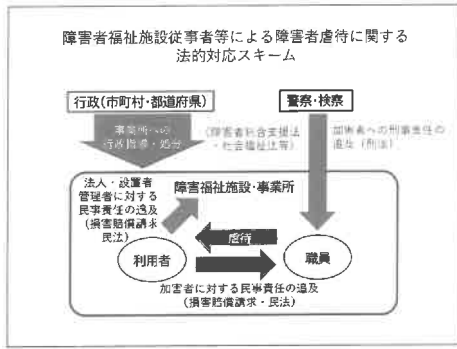 障害者福祉施設従事者等による障害者虐待に関する
法的対応スキーム
行政(市町村・都道府県)
警察・検察
事業所への
行政指導・処分
(障害者総合支援法
・社会福祉法等)
加害者への刑事責任の
追及(刑法)
法人・設置者
管理者に対する
民事責任の追及
(損害賠償請求
民法)
障害福祉施設・事業所
利用者
虐待
職員
加害者に対する民事責任の追及
(損害賠償請求・民法)